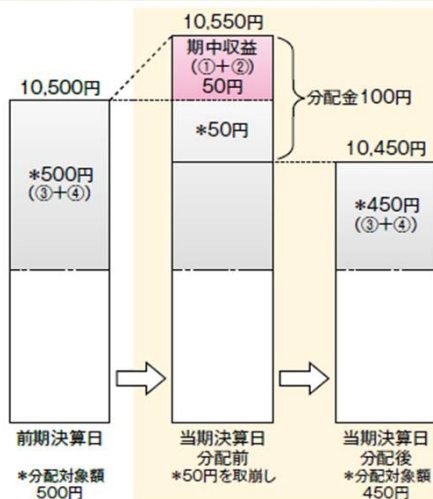 10,550円
期中収益
(①+②)
50円
10,500円
分配金100円
*50円
10,450円
*500円
(③+④)
*450円
(③+④)
前期決算日
*分配対象額
500円
当期決算日
分配前
*50円を取崩し
当期決算日
分配後
*分配対象額
450円